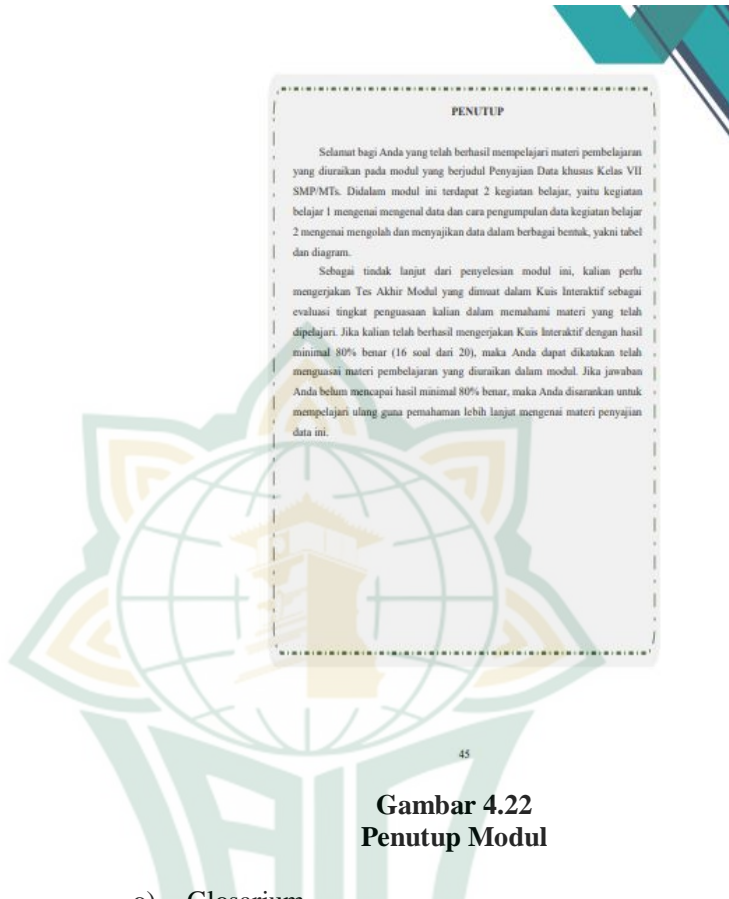 PENUTUP
Selamat bagi Anda yang telah berhasil mempelajari materi pembelajaran
yang diuraikan pada modul yang berjudul Penyajian Data khusus Kelas VII
SMP/MTs. Didalam modul ini terdapat 2 kegiatan belajar, yaitu kegiatan
belajar 1 mengenai mengenal data dan cara pengumpulan data kegiatan belajar
2 mengenai mengolah dan menyajikan data dalam berbagai bentuk, yakni tabel
dan diagram.
Sebagai tindak lanjut dari penyelesian modul ini, kalian perlu
mengerjakan Tes Akhir Modul yang dimuat dalam Kuis Interaktif sebagai
evaluasi tingkat penguasaan kalian dalam memahami materi yang telah
dipelajari. Jika kalian telah berhasil mengerjakan Kuis Interaktif dengan hasil
minimal 80% benar (16 soal dari 20), maka Anda dapat dikatakan telah
menguasai materi pembelajaran yang diuraikan dalam modul. Jika jawaban
Anda belum mencapai hasil minimal 80% benar, maka Anda disarankan untuk
mempelajari ulang guna pemahaman lebih lanjut mengenai materi penyajian
data ini.
45
Gambar 4.22
Penutup Modul
o) Glosarium
IAIN